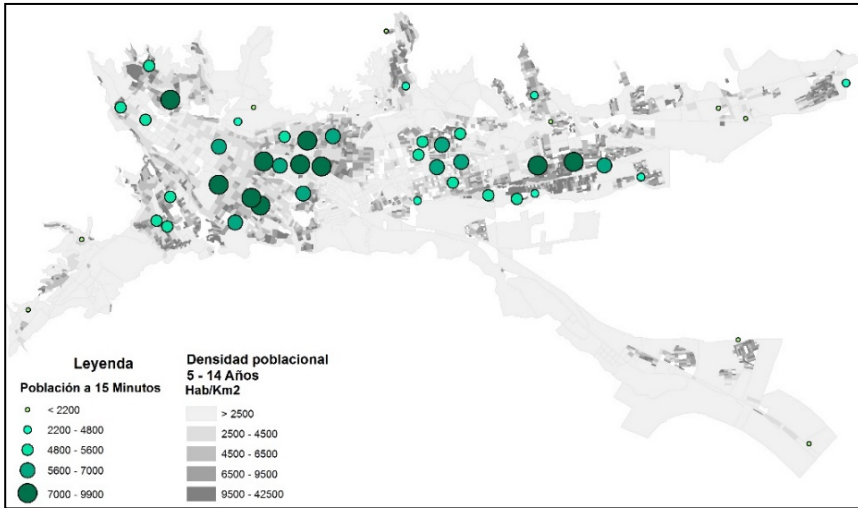 Leyenda
Población a 15 Minutos
< 2200
2200 - 4800
4800 - 5600
5600 - 7000
7000 - 9900
Densidad poblacional
5 - 14 Años
Hab/Km2
> 2500
2500 - 4500
4500 - 6500
6500 - 9500
9500 - 42500